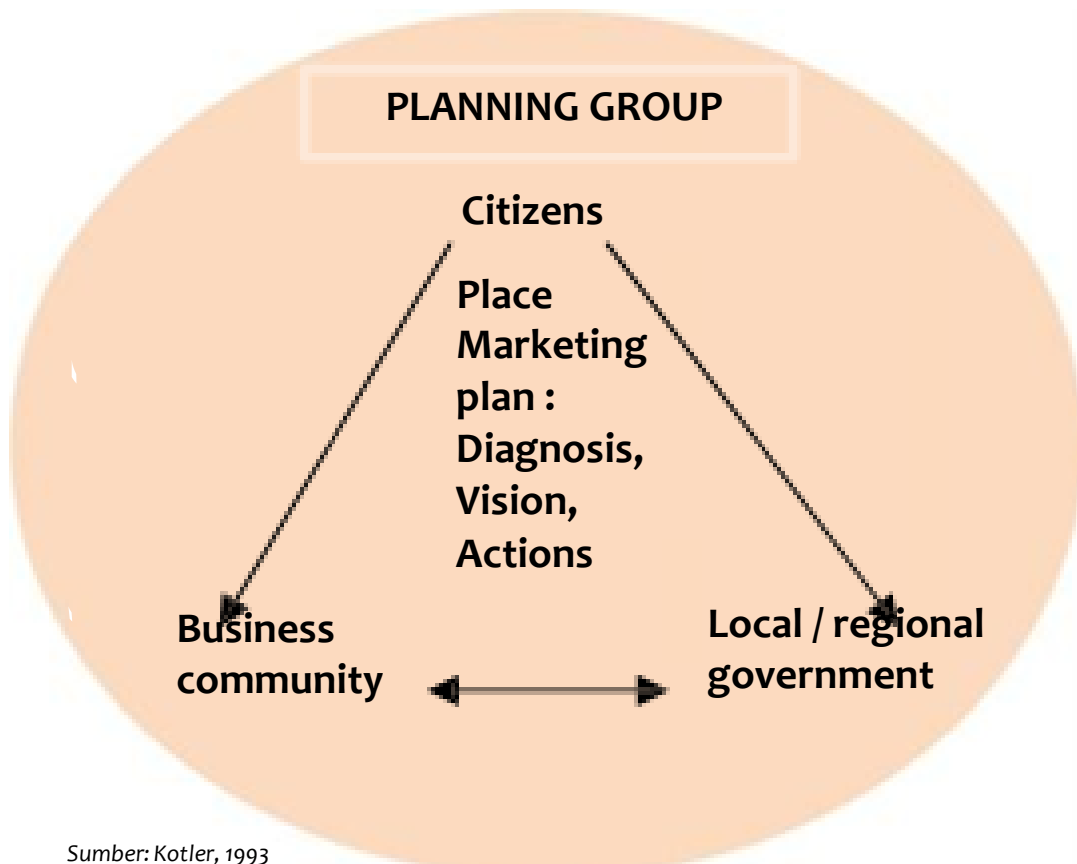 PLANNING GROUP
Citizens
Place
Marketing
plan :
Diagnosis,
Vision,
Actions
Business
community
Local / regional
government
Sumber: Kotler, 1993